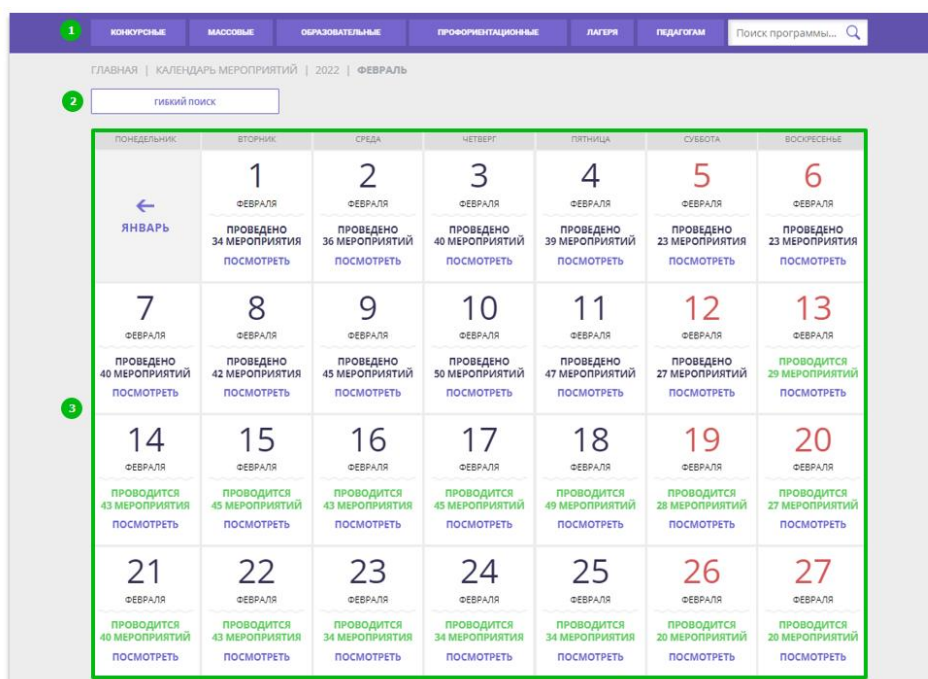 1 КОНКУРСНЫЕ МАССОВЫЕ ОБРАЗОВАТЕЛЬНЫЕ ПРОФОРИЕНТАЦИОННЫЕ ЛАГЕРЯ ПЕДАГОГАМ Поиск программы...
ГЛАВНАЯ | КАЛЕНДАРЬ МЕРОПРИЯТИЙ | 2022 | ФЕВРАЛЬ
2 ГИБКИЙ ПОИСК
ПОНЕДЕЛЬНИК ВТОРНИК СРЕДА ЧЕТВЕРГ ПЯТНИЦА СУББОТА ВОСКРЕСЕНЬЕ
1 2 3 4 5 6
ФЕВРАЛЯ ФЕВРАЛЯ ФЕВРАЛЯ ФЕВРАЛЯ ФЕВРАЛЯ ФЕВРАЛЯ
ЯНВАРЬ ПРОВЕДЕНО ПРОВЕДЕНО ПРОВЕДЕНО ПРОВЕДЕНО ПРОВЕДЕНО ПРОВЕДЕНО
34 МЕРОПРИЯТИЯ 36 МЕРОПРИЯТИЙ 40 МЕРОПРИЯТИЙ 39 МЕРОПРИЯТИЙ 23 МЕРОПРИЯТИЯ 23 МЕРОПРИЯТИЯ
ПОСМОТРЕТЬ ПОСМОТРЕТЬ ПОСМОТРЕТЬ ПОСМОТРЕТЬ ПОСМОТРЕТЬ ПОСМОТРЕТЬ
7 8 9 10 11 12 13
ФЕВРАЛЯ ФЕВРАЛЯ ФЕВРАЛЯ ФЕВРАЛЯ ФЕВРАЛЯ ФЕВРАЛЯ ФЕВРАЛЯ
ПРОВЕДЕНО ПРОВЕДЕНО ПРОВЕДЕНО ПРОВЕДЕНО ПРОВЕДЕНО ПРОВЕДЕНО ПРОВОДИТСЯ
40 МЕРОПРИЯТИЙ 42 МЕРОПРИЯТИЯ 45 МЕРОПРИЯТИЙ 50 МЕРОПРИЯТИЙ 47 МЕРОПРИЯТИЙ 27 МЕРОПРИЯТИЙ 29 МЕРОПРИЯТИЙ
ПОСМОТРЕТЬ ПОСМОТРЕТЬ ПОСМОТРЕТЬ ПОСМОТРЕТЬ ПОСМОТРЕТЬ ПОСМОТРЕТЬ ПОСМОТРЕТЬ
3
14 15 16 17 18 19 20
ФЕВРАЛЯ ФЕВРАЛЯ ФЕВРАЛЯ ФЕВРАЛЯ ФЕВРАЛЯ ФЕВРАЛЯ ФЕВРАЛЯ
ПРОВОДИТСЯ ПРОВОДИТСЯ ПРОВОДИТСЯ ПРОВОДИТСЯ ПРОВОДИТСЯ ПРОВОДИТСЯ ПРОВОДИТСЯ
43 МЕРОПРИЯТИЯ 45 МЕРОПРИЯТИЙ 43 МЕРОПРИЯТИЯ 45 МЕРОПРИЯТИЙ 49 МЕРОПРИЯТИЙ 28 МЕРОПРИЯТИЙ 27 МЕРОПРИЯТИЙ
ПОСМОТРЕТЬ ПОСМОТРЕТЬ ПОСМОТРЕТЬ ПОСМОТРЕТЬ ПОСМОТРЕТЬ ПОСМОТРЕТЬ ПОСМОТРЕТЬ
21 22 23 24 25 26 27
ФЕВРАЛЯ ФЕВРАЛЯ ФЕВРАЛЯ ФЕВРАЛЯ ФЕВРАЛЯ ФЕВРАЛЯ ФЕВРАЛЯ
ПРОВОДИТСЯ ПРОВОДИТСЯ ПРОВОДИТСЯ ПРОВОДИТСЯ ПРОВОДИТСЯ ПРОВОДИТСЯ ПРОВОДИТСЯ
40 МЕРОПРИЯТИЙ 43 МЕРОПРИЯТИЯ 34 МЕРОПРИЯТИЯ 34 МЕРОПРИЯТИЯ 34 МЕРОПРИЯТИЯ 20 МЕРОПРИЯТИЙ 20 МЕРОПРИЯТИЙ
ПОСМОТРЕТЬ ПОСМОТРЕТЬ ПОСМОТРЕТЬ ПОСМОТРЕТЬ ПОСМОТРЕТЬ ПОСМОТРЕТЬ ПОСМОТРЕТЬ